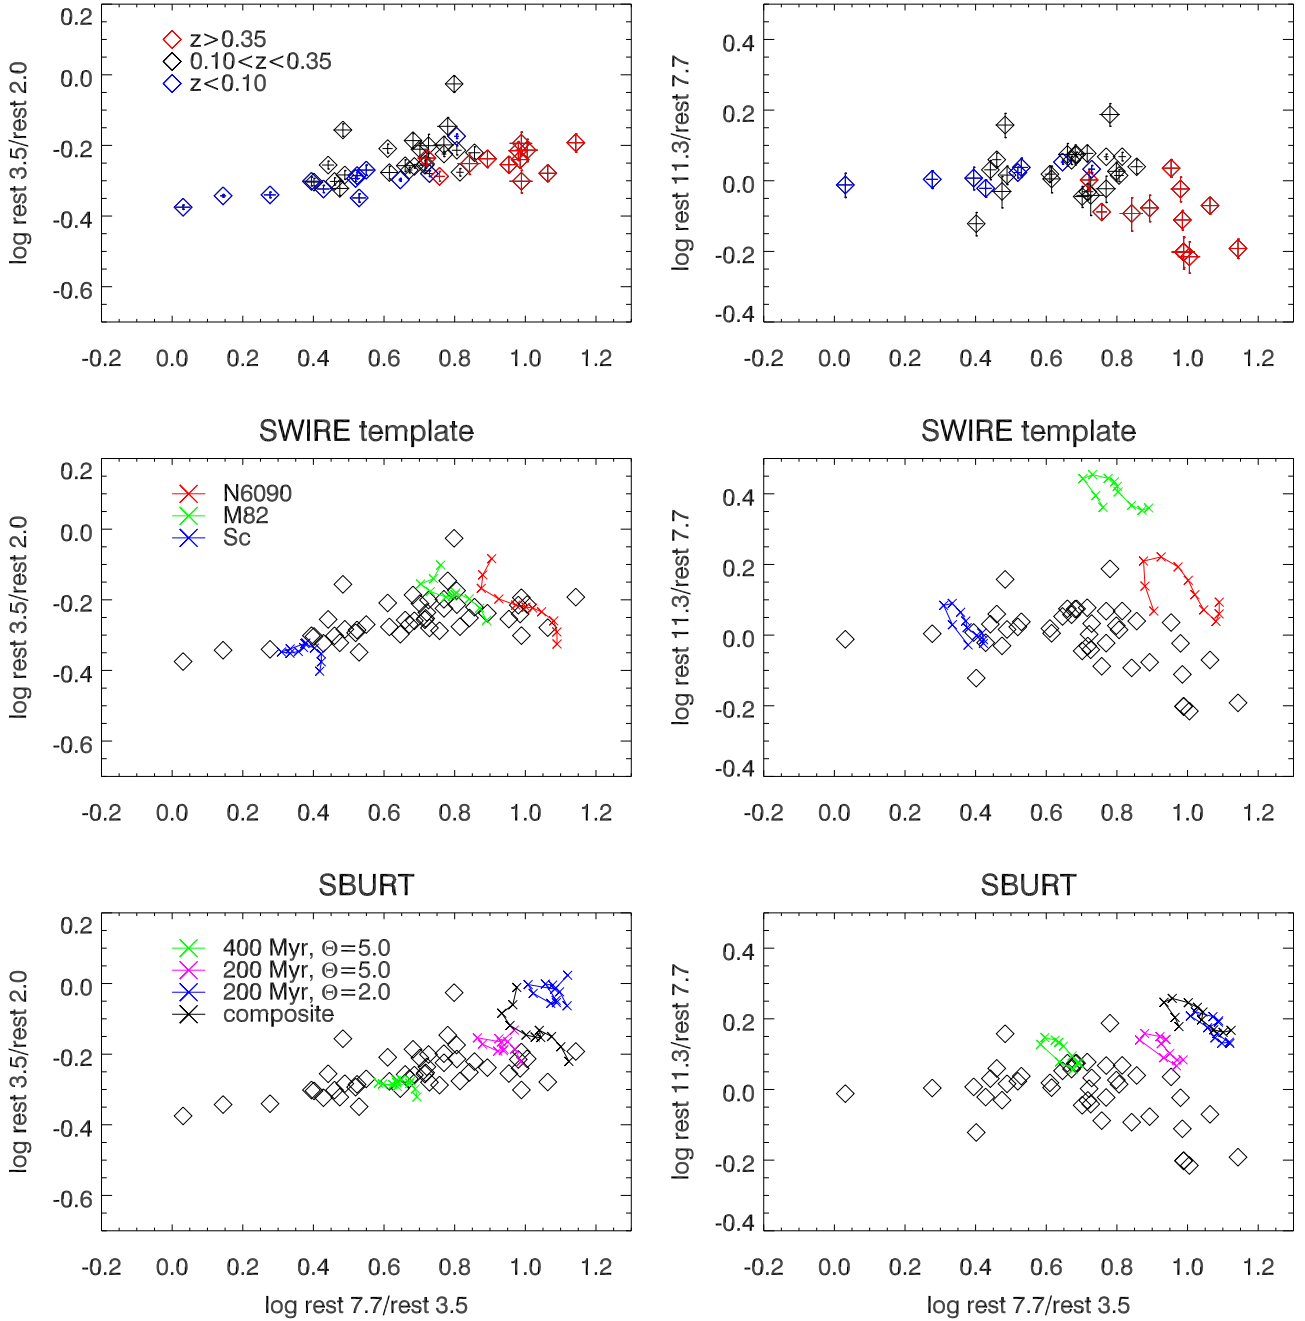 0.2
0.0
-0.2
-0.4
-0.6
log rest 3.5/rest 2.0
z>0.35
0.10<z<0.35
z<0.10
-0.2 0.0 0.2 0.4 0.6 0.8 1.0 1.2
0.4
0.2
0.0
-0.2
-0.4
log rest 11.3/rest 7.7
-0.2 0.0 0.2 0.4 0.6 0.8 1.0 1.2
SWIRE template
0.2
0.0
-0.2
-0.4
-0.6
log rest 3.5/rest 2.0
N6090
M82
Sc
-0.2 0.0 0.2 0.4 0.6 0.8 1.0 1.2
SWIRE template
0.4
0.2
0.0
-0.2
-0.4
log rest 11.3/rest 7.7
-0.2 0.0 0.2 0.4 0.6 0.8 1.0 1.2
SBURT
0.2
0.0
-0.2
-0.4
-0.6
log rest 3.5/rest 2.0
400 Myr, Θ=5.0
200 Myr, Θ=5.0
200 Myr, Θ=2.0
composite
-0.2 0.0 0.2 0.4 0.6 0.8 1.0 1.2
log rest 7.7/rest 3.5
SBURT
0.4
0.2
0.0
-0.2
-0.4
log rest 11.3/rest 7.7
-0.2 0.0 0.2 0.4 0.6 0.8 1.0 1.2
log rest 7.7/rest 3.5